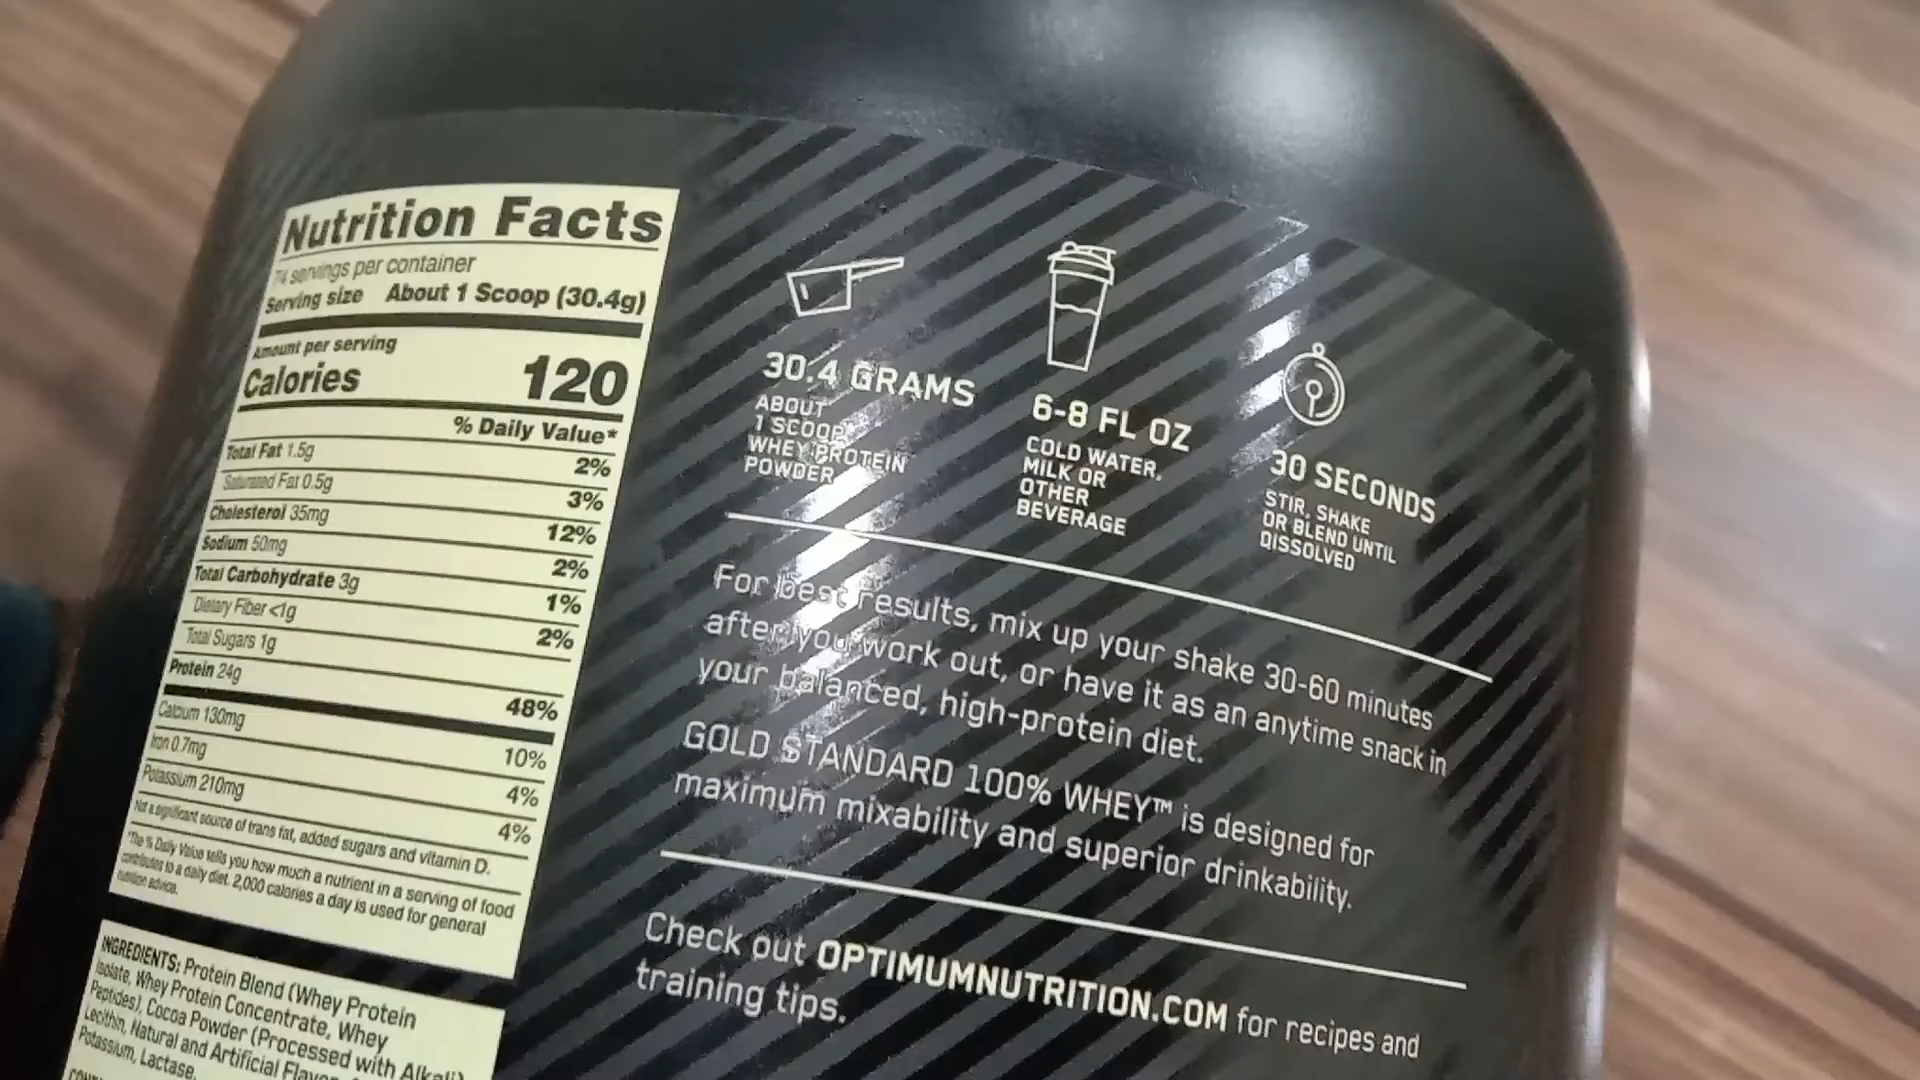 Nutrition Facts
74 servings per container
Serving size About 1 Scoop (30.4g)
Amount per serving
Calories 120
% Daily Value*
Total Fat 1.5g 2%
Saturated Fat 0.5g 3%
Cholesterol 35mg 12%
Sodium 50mg 2%
Total Carbohydrate 3g 1%
Dietary Fiber <1g 2%
Total Sugars 1g
Protein 24g 48%
Calcium 130mg 10%
Iron 0.7mg 4%
Potassium 210mg 4%
Not a significant source of trans fat, added sugars and vitamin D.
*The % Daily Value tells you how much a nutrient in a serving of food
contributes to a daily diet. 2,000 calories a day is used for general
nutrition advice.
INGREDIENTS: Protein Blend (Whey Protein
Isolate, Whey Protein Concentrate, Whey
Peptides), Cocoa Powder (Processed with Alkali),
Lecithin, Natural and Artificial
Potassium, Lactase.
30.4 GRAMS
ABOUT
1 SCOOP
WHEY PROTEIN
POWDER
6-8 FL OZ
COLD WATER,
MILK OR
OTHER
BEVERAGE
30 SECONDS
STIR, SHAKE
OR BLEND UNTIL
DISSOLVED
For best results, mix up your shake 30-60 minutes
after you work out, or have it as an anytime snack in
your balanced, high-protein diet.
GOLD STANDARD 100% WHEY™ is designed for
maximum mixability and superior drinkability.
Check out OPTIMUMNUTRITION.COM for recipes and
training tips.